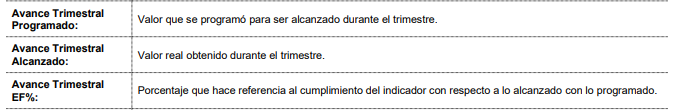 Avance Trimestral
Programado:
Valor que se programó para ser alcanzado durante el trimestre.
Avance Trimestral
Alcanzado:
Valor real obtenido durante el trimestre.
Avance Trimestral
EF%:
Porcentaje que hace referencia al cumplimiento del indicador con respecto a lo alcanzado con lo programado.